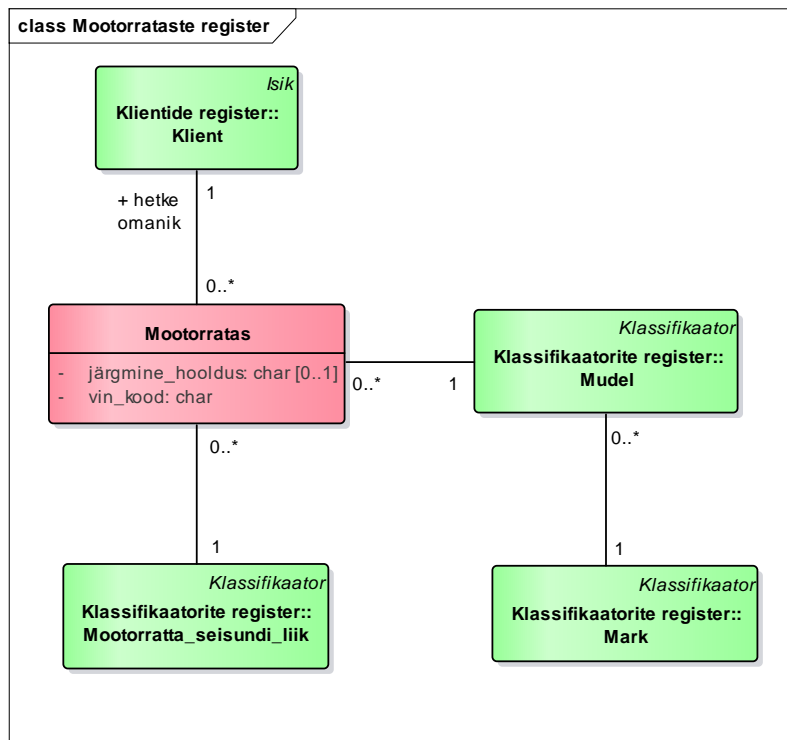 class Mootorrataste register
Isik
Klientide register::
Klient
1
+ hetke
omanik
0..*
Mootorratas
- järgmine_hooldus: char [0..1]
- vin_kood: char
0..*
1
Klassifikaator
Klassifikaatorite register::
Mudel
0..*
0..*
1
1
Klassifikaator
Klassifikaatorite register::
Mootorratta_seisundi_liik
Klassifikaator
Klassifikaatorite register::
Mark